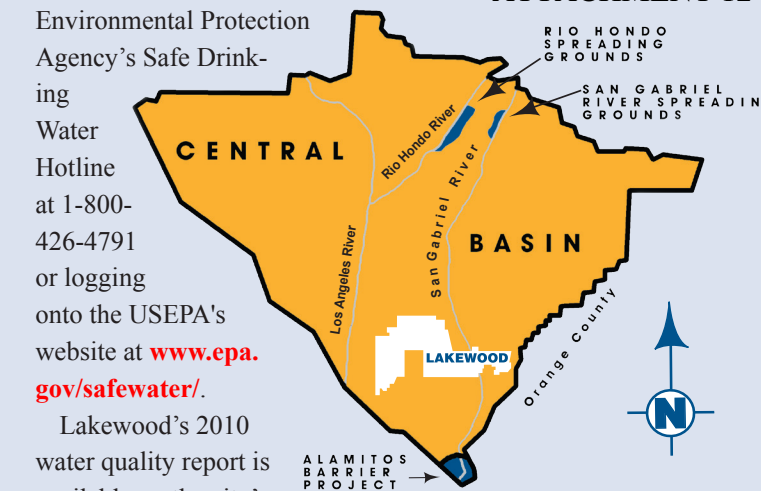 Environmental Protection
Agency’s Safe Drink-
ing
Water
Hotline
at 1-800-
426-4791
or logging
onto the USEPA's
website at www.epa.
gov/safewater/.
Lakewood’s 2010
water quality report is
RIO HONDO
SPREADING
GROUNDS
SAN GABRIEL
RIVER SPREADIN
GROUNDS
CENTRAL
Rio Hondo River
San Gabriel River
BASIN
Los Angeles River
LAKEWOOD
Orange County
N
ALAMITOS
BARRIER
PROJECT